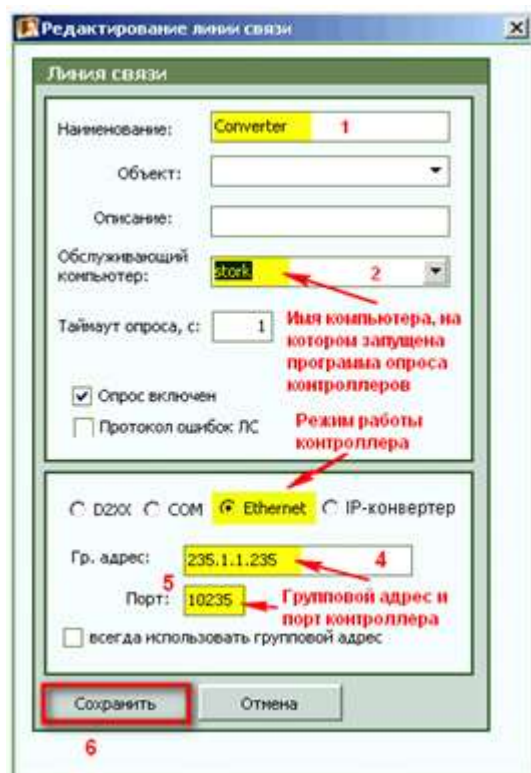 Редактирование линии связи
Линия связи
Наименование: Converter 1
Объект:
Описание:
Обслуживающий компьютер: stork 2
Таймаут опроса, с: 1
Имя компьютера, на
котором запущена
программа опроса
контроллеров
Опрос включен
Протокол ошибок ЛС
Режим работы
контроллера
D2XX COM Ethernet IP-конвертер
Гр. адрес: 235.1.1.235 4
5
Порт: 10235
Групповой адрес и
порт контроллера
всегда использовать групповой адрес
Сохранить Отмена
6